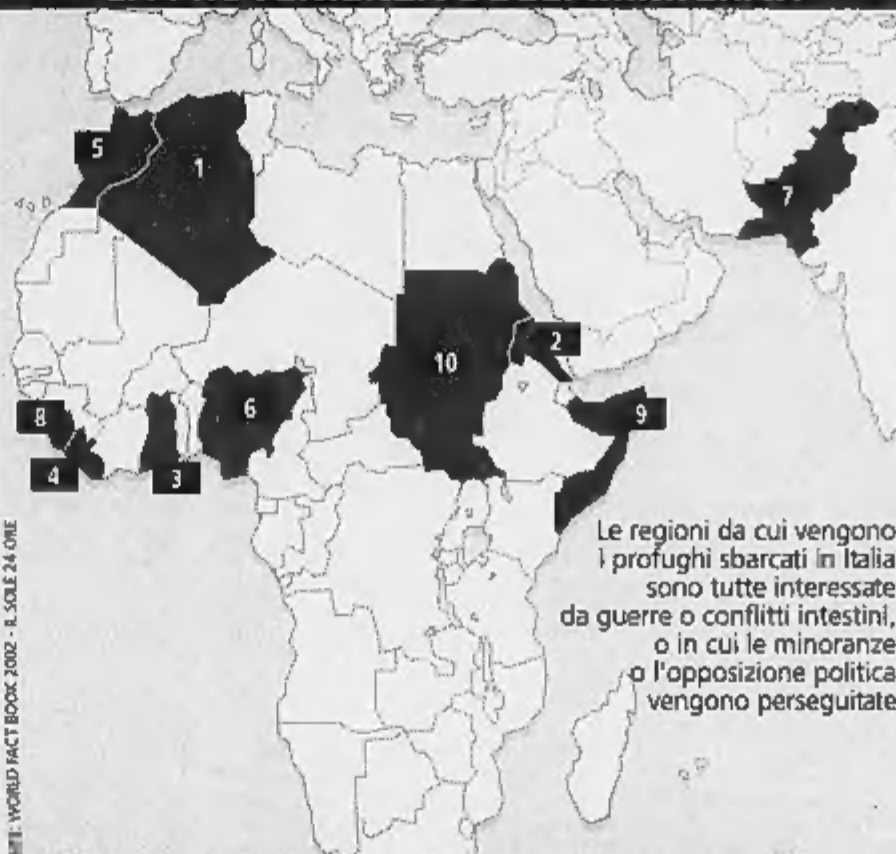 5
1
7
2
10
6
9
8
4
3
Le regioni da cui vengono
i profughi sbarcati in Italia
sono tutte interessate
da guerre o conflitti intestini,
o in cui le minoranze
o l'opposizione politica
vengono perseguitate
: WORLD FACT BOOK 2002 - IL SOLE 24 ORE